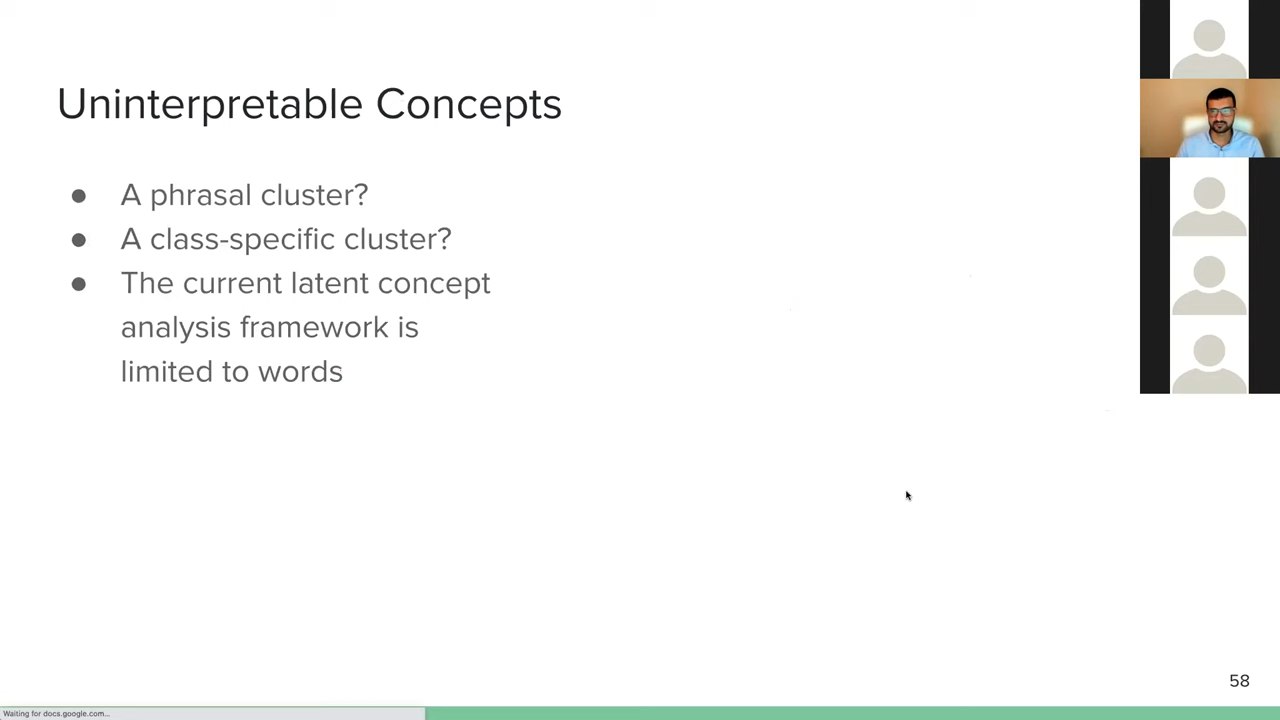 Uninterpretable Concepts
● A phrasal cluster?
● A class-specific cluster?
● The current latent concept
analysis framework is
limited to words
58
Waiting for docs.google.com...